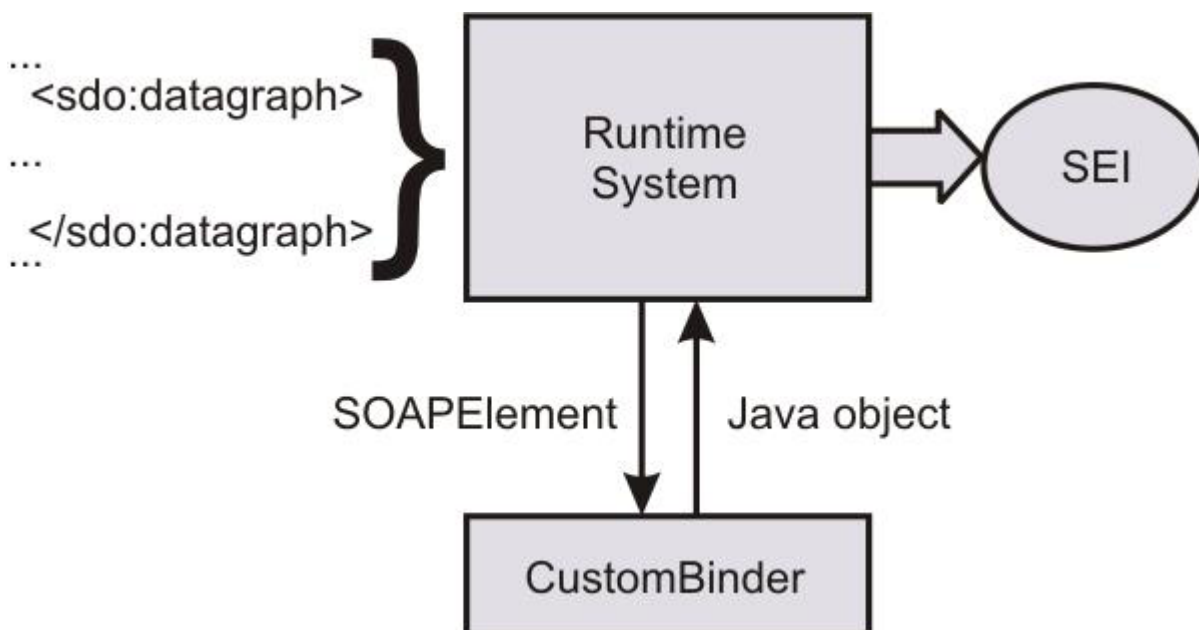 ...
<sdo:datagraph>
...
</sdo:datagraph>
...
Runtime
System
SEI
SOAPElement
Java object
CustomBinder